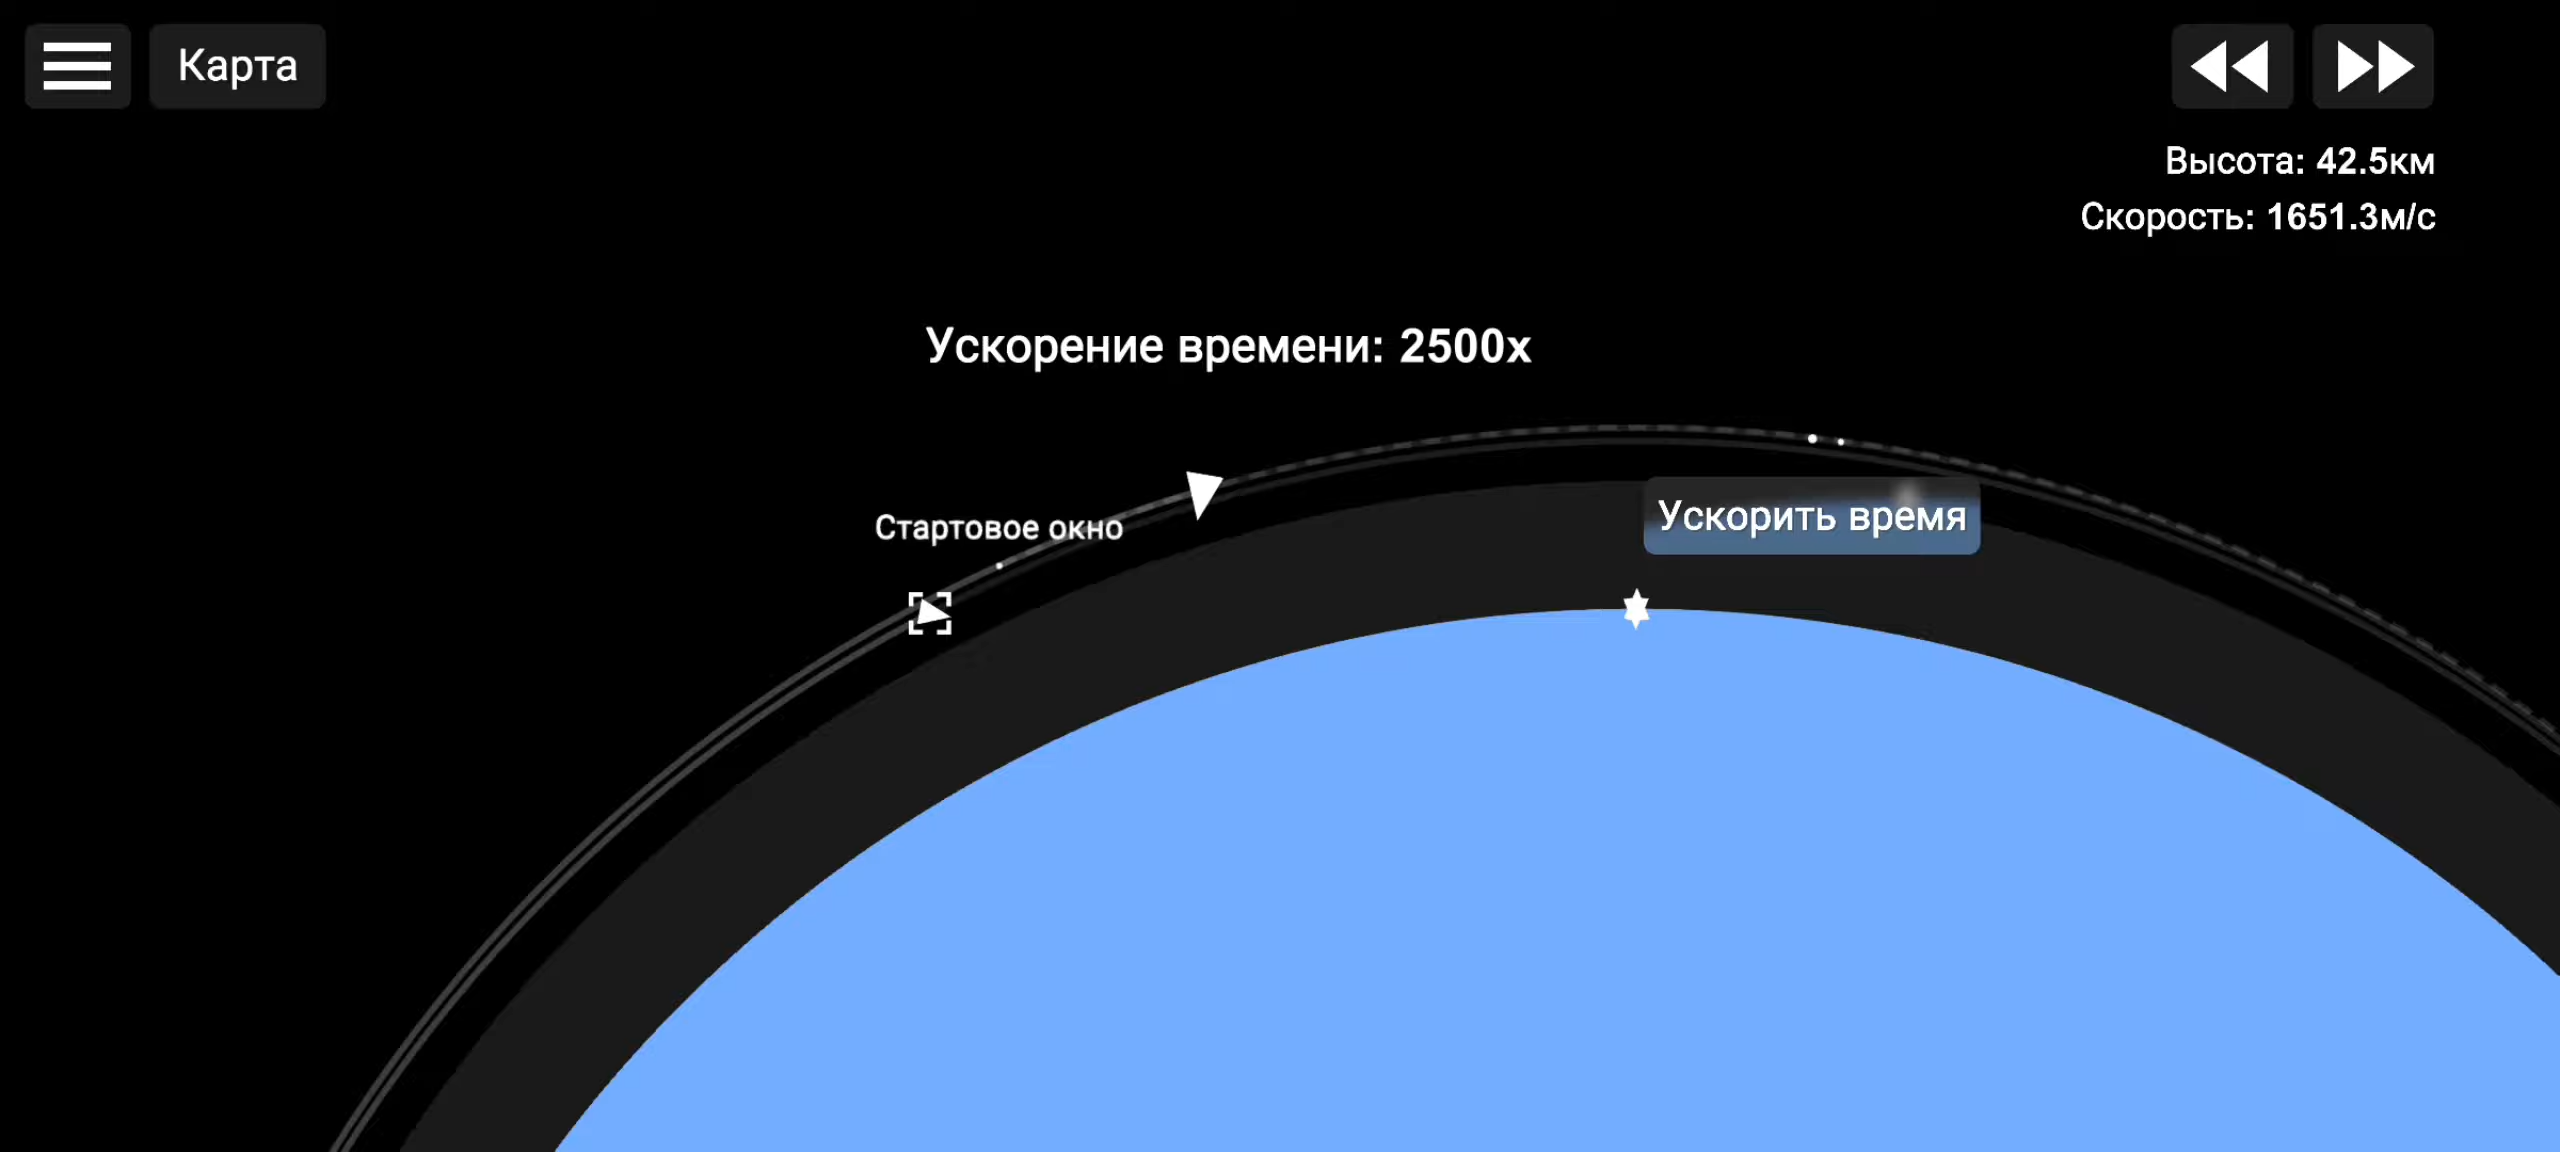 Карта
Высота: 42.5км
Скорость: 1651.3м/с
Ускорение времени: 2500x
Стартовое окно
Ускорить время